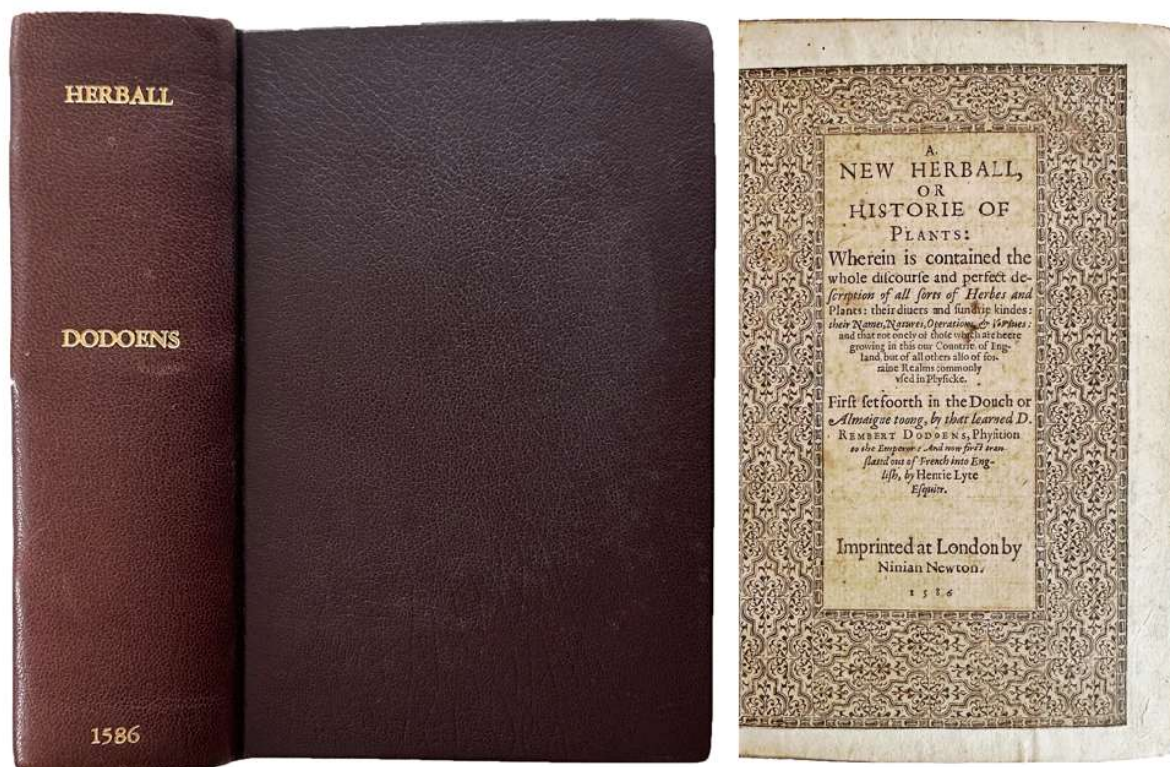 HERBALL
DODOENS
1586
A.
NEW HERBALL,
OR
HISTORIE OF
PLANTS:
Wherein is contained the
whole diſcourſe and perfect de-
ſcription of all ſorts of Herbes and
Plants: their diuers and ſundrie kindes:
their Names, Natures, Operations, & Vertues:
and that not onely of thoſe which are heere
growing in this our Countrie of Eng-
land, but of all others alſo of for-
raine Realms commonly
vſed in Phyſicke.
Firſt ſet foorth in the Douch or
Almaigne toong, by that learned D.
REMBERT DODOENS, Phyſition
to the Emperor: And now firſt tran-
ſlated out of French into Eng-
liſh, by Henrie Lyte
Eſquier.
Imprinted at London by
Ninian Newton.
1586